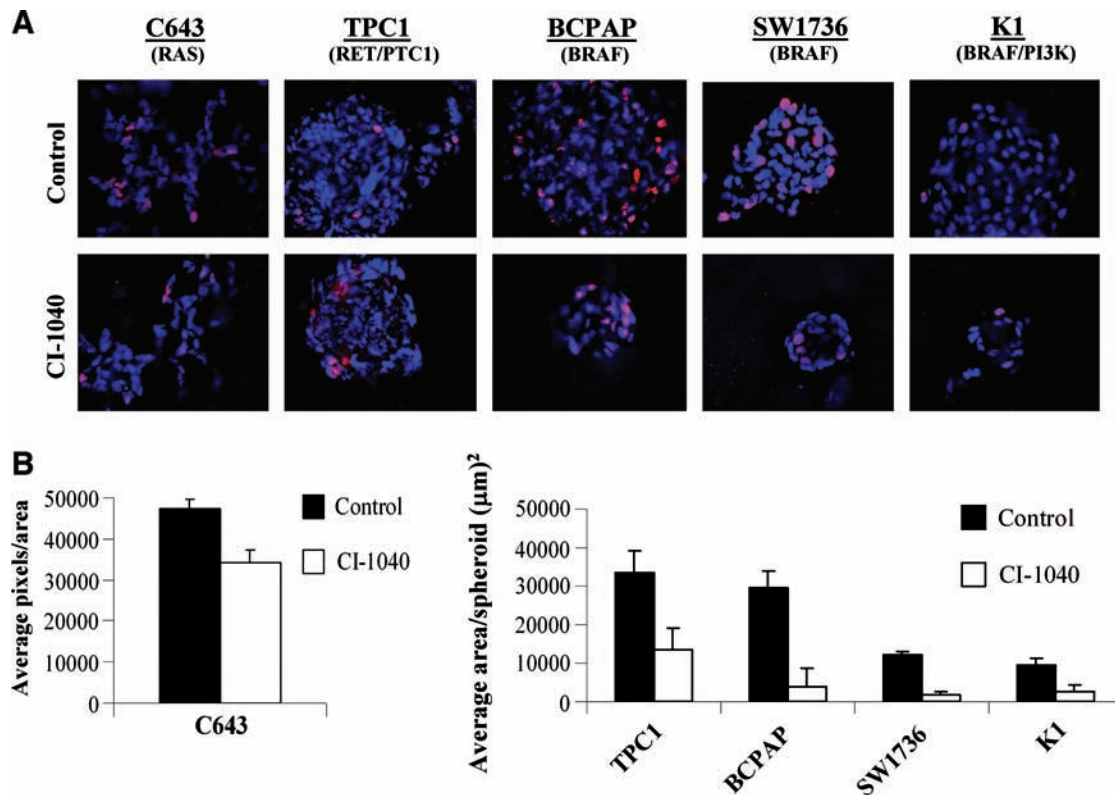 A
C643 TPC1 BCPAP SW1736 K1
(RAS) (RET/PTC1) (BRAF) (BRAF) (BRAF/PI3K)
Control
CI-1040
B
Average pixels/area
50000
40000
30000
20000
10000
0
C643
Control
CI-1040
Average area/spheroid (μm)²
50000
40000
30000
20000
10000
0
TPC1 BCPAP SW1736 K1
Control
CI-1040